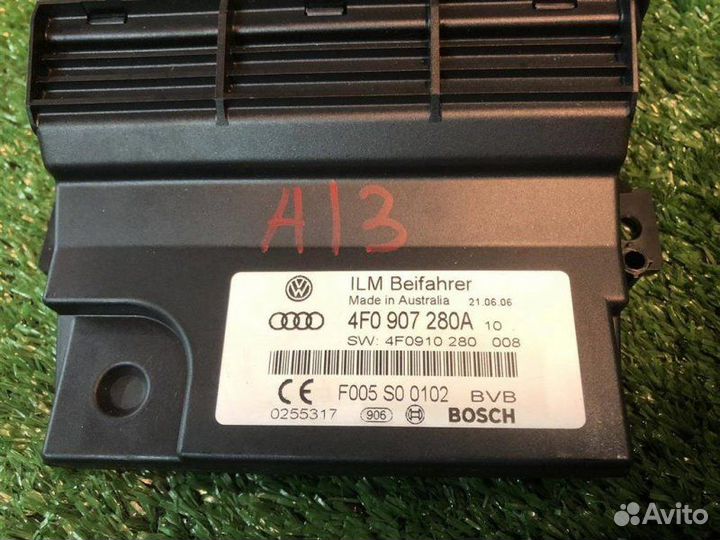 A13
ILM Beifahrer
Made in Australia 21.06.06
4F0 907 280A 10
SW: 4F0910 280 008
CE F005 S0 0102 BVB
0255317 906 BOSCH
Avito